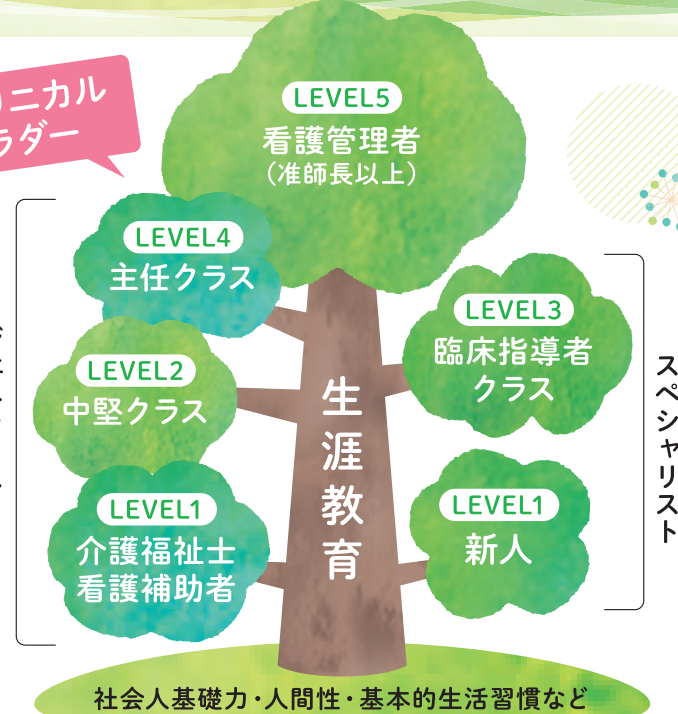 ニカル
ラダー
LEVEL5
看護管理者
（准師長以上）
LEVEL4
主任クラス
LEVEL3
臨床指導者
クラス
LEVEL2
中堅クラス
LEVEL1
介護福祉士
看護補助者
LEVEL1
新人
生涯教育
スペシャリスト
社会人基礎力・人間性・基本的生活習慣など